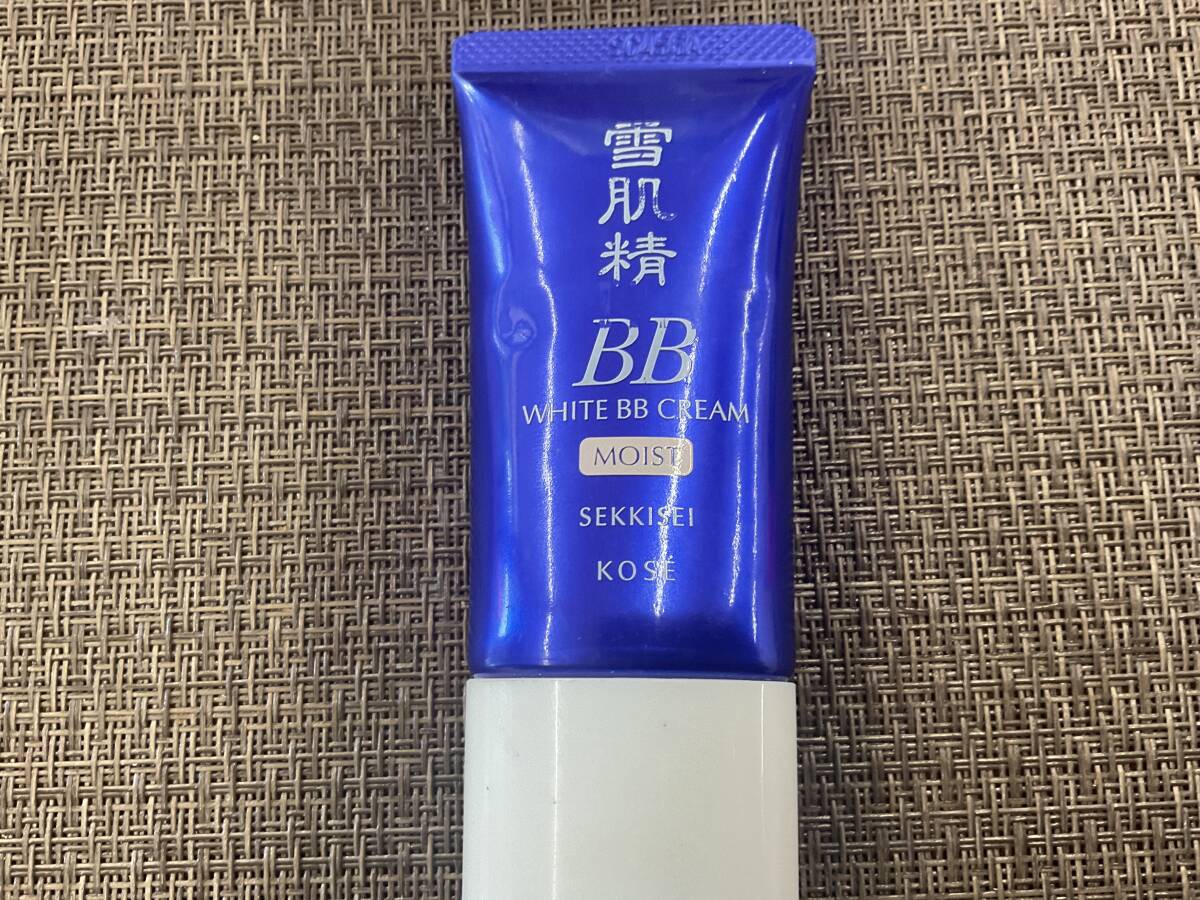 雪肌精
BB
WHITE BB CREAM
MOIST
SEKKISEI
KOSÉ